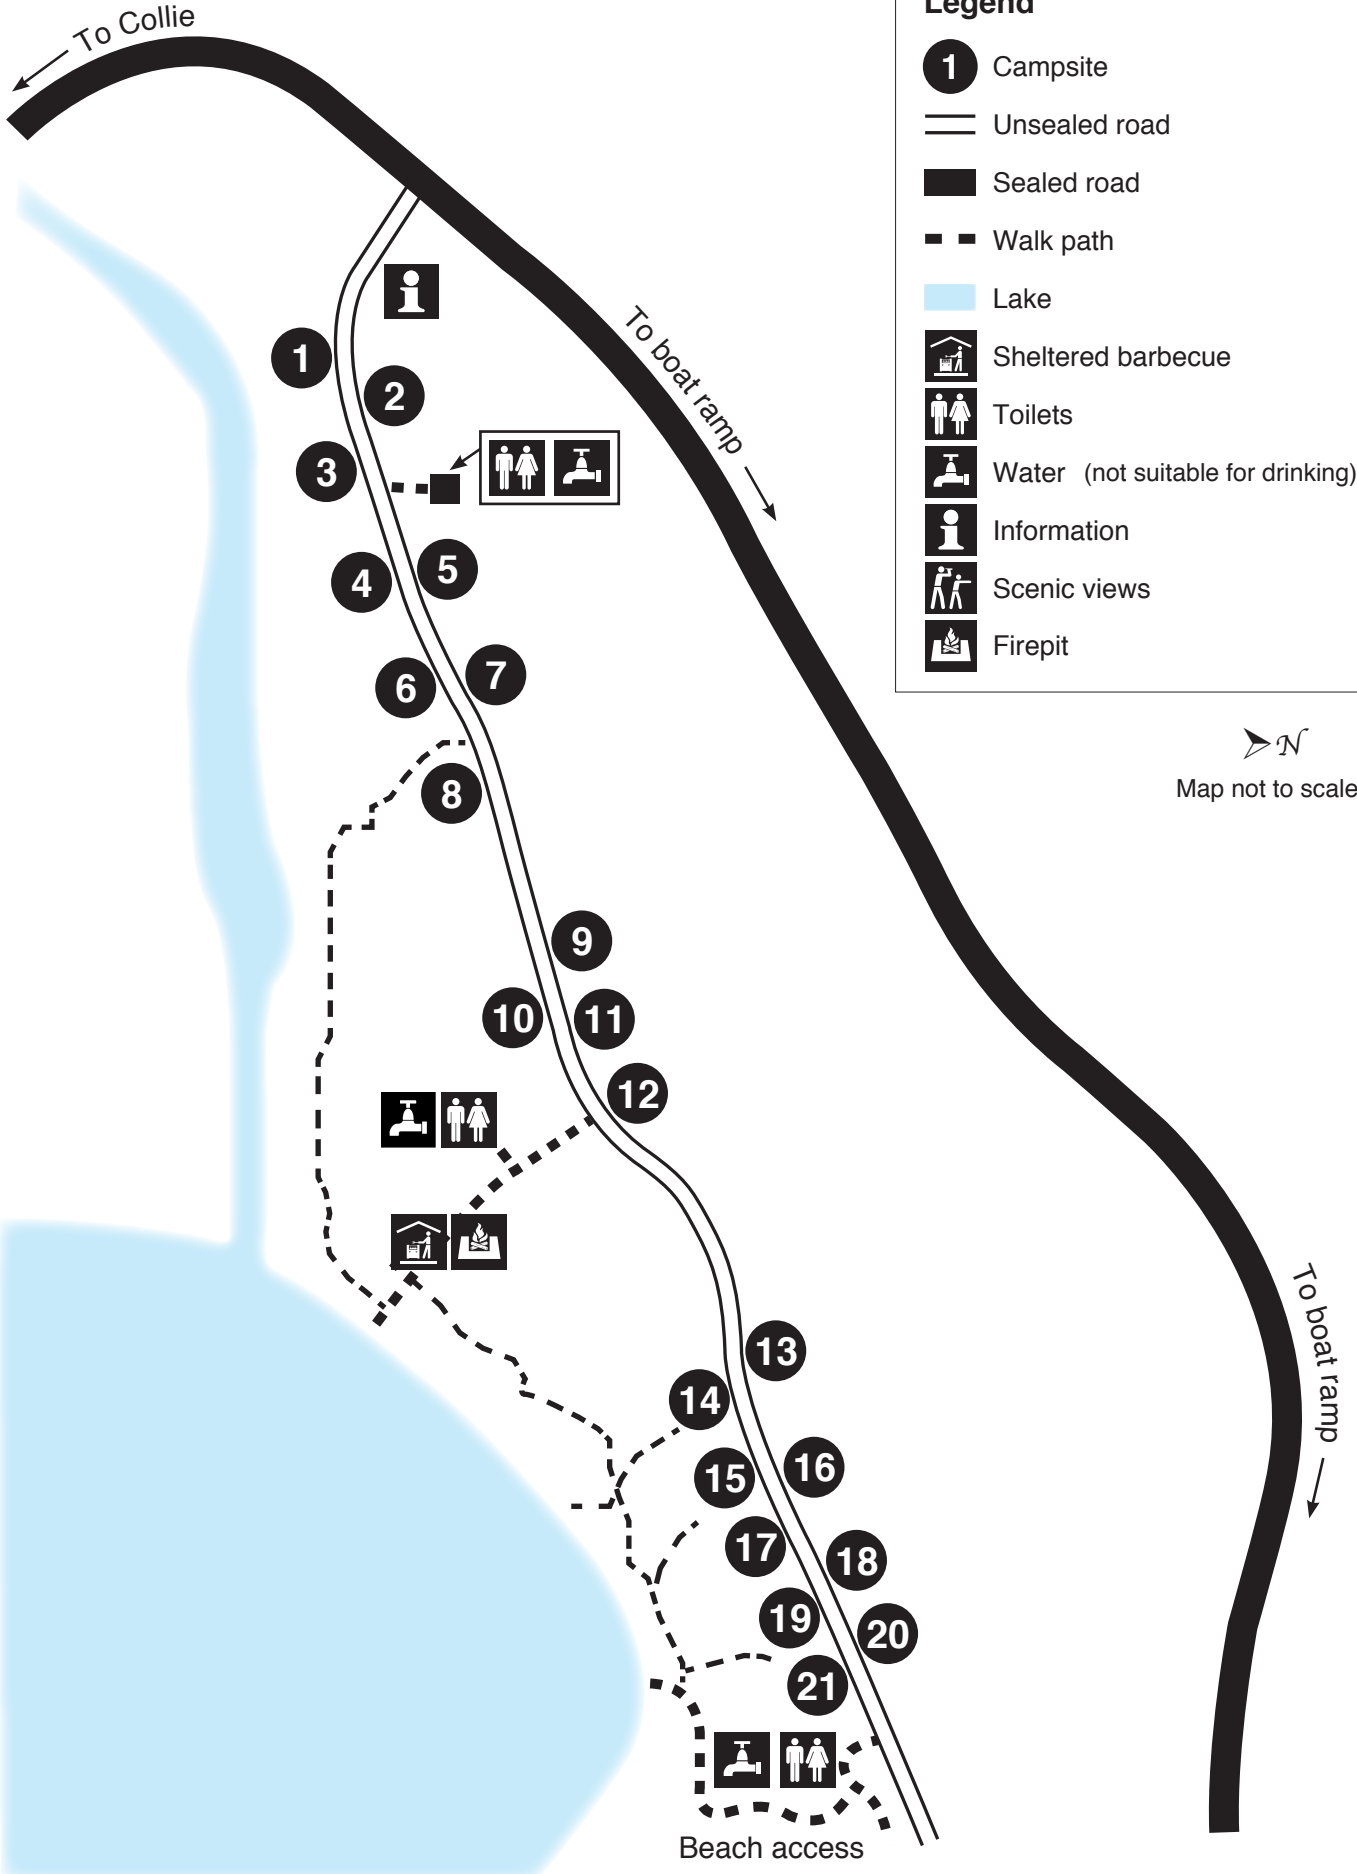 To Collie
Legend
1 Campsite
Unsealed road
Sealed road
Walk path
Lake
Sheltered barbecue
Toilets
Water (not suitable for drinking)
Information
Scenic views
Firepit
N
Map not to scale
To boat ramp
1
2
3
4
5
6
7
8
9
10
11
12
13
14
15
16
17
18
19
20
21
To boat ramp
Beach access